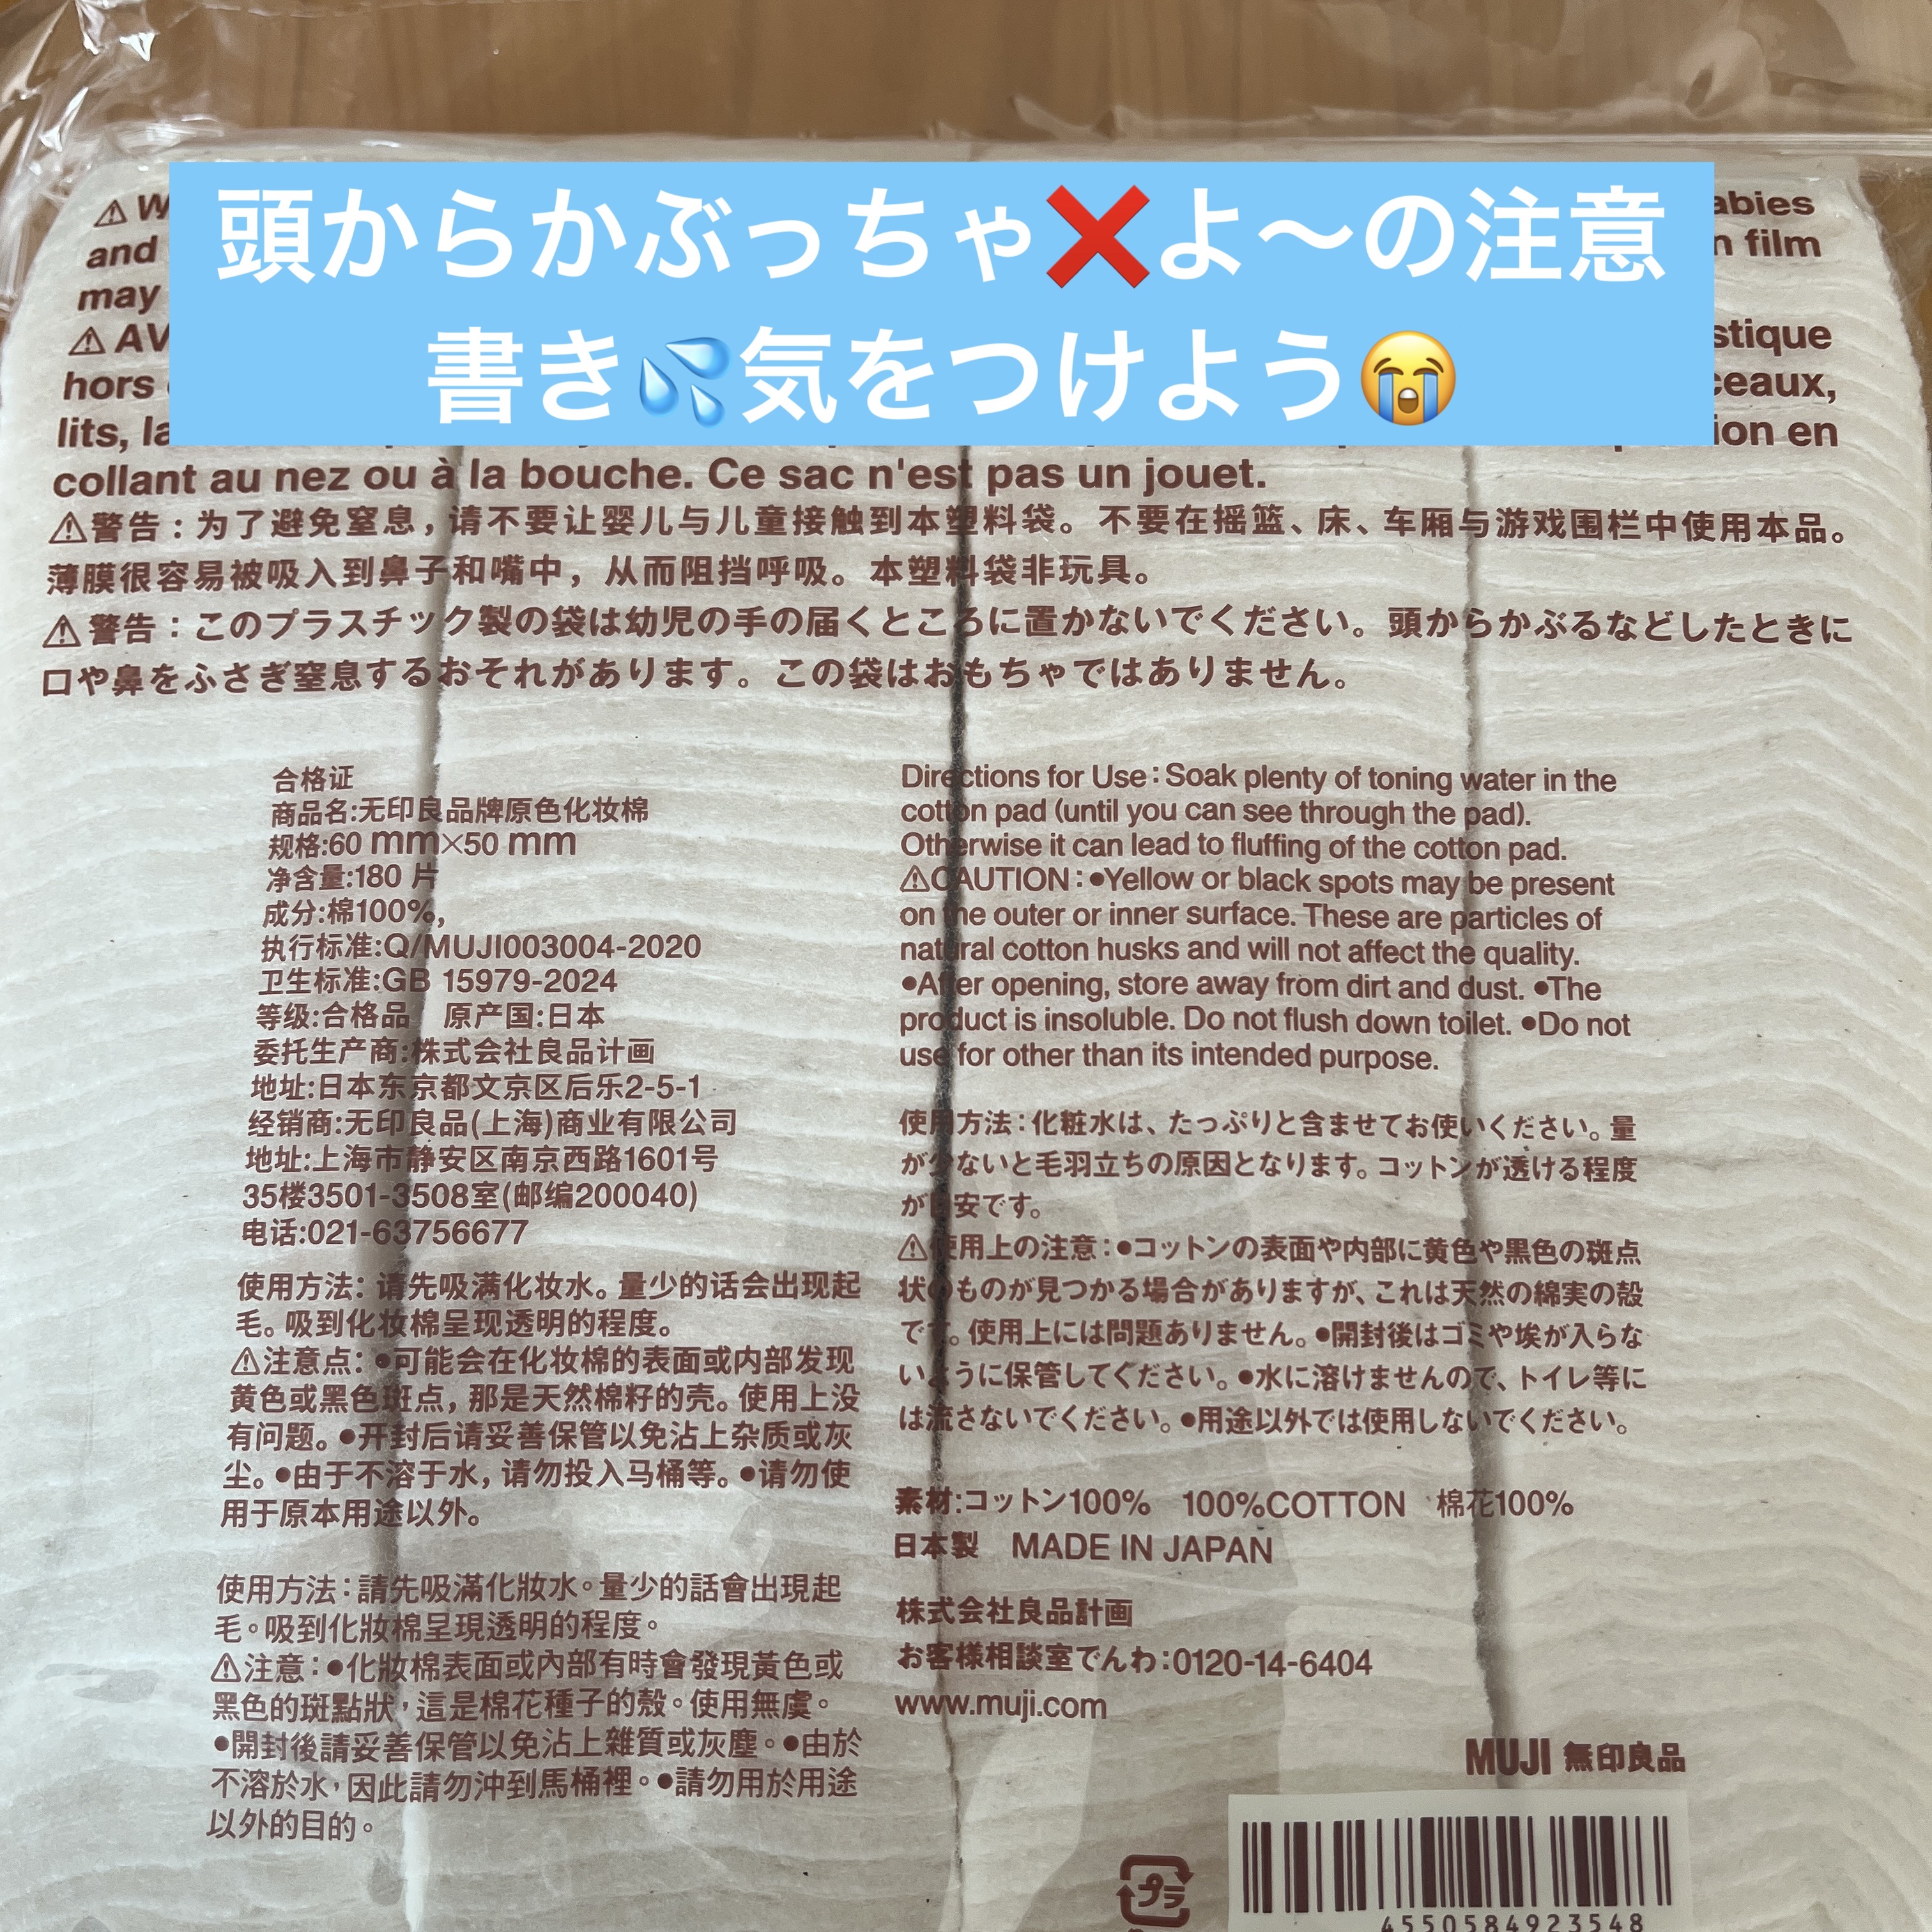 頭からかぶっちゃ❌よ〜の注意
書き💦気をつけよう😭
⚠ abies
and film
may
⚠ stique
hors ceaux,
lits, en
collant au nez ou à la bouche. Ce sac n'est pas un jouet.
⚠警告：为了避免窒息，请不要让婴儿与儿童接触到本塑料袋。不要在摇篮、床、车厢与游戏围栏中使用本品。
薄膜很容易被吸入到鼻子和嘴中，从而阻挡呼吸。本塑料袋非玩具。
⚠警告：このプラスチック製の袋は幼児の手の届くところに置かないでください。頭からかぶるなどしたときに
口や鼻をふさぎ窒息するおそれがあります。この袋はおもちゃではありません。
合格证
商品名:无印良品牌原色化妆棉
规格:60 mm×50 mm
净含量:180 片
成分:棉100%,
执行标准:Q/MUJI003004-2020
卫生标准:GB 15979-2024
等级:合格品　原产国:日本
委托生产商:株式会社良品计画
地址:日本东京都文京区后乐2-5-1
经销商:无印良品(上海)商业有限公司
地址:上海市静安区南京西路1601号
35楼3501-3508室(邮编200040)
电话:021-63756677
使用方法：请先吸满化妆水。量少的话会出现起
毛。吸到化妆棉呈现透明的程度。
⚠注意点：●可能会在化妆棉的表面或内部发现
黄色或黑色斑点，那是天然棉籽的壳。使用上没
有问题。●开封后请妥善保管以免沾上杂质或灰
尘。●由于不溶于水，请勿投入马桶等。●请勿使
用于原本用途以外。
使用方法：請先吸滿化妝水。量少的話會出現起
毛。吸到化妝棉呈現透明的程度。
⚠注意：●化妝棉表面或內部有時會發現黃色或
黑色的斑點狀，這是棉花種子的殼。使用無虞。
●開封後請妥善保管以免沾上雜質或灰塵。●由於
不溶於水，因此請勿沖到馬桶裡。●請勿用於用途
以外的目的。
Directions for Use：Soak plenty of toning water in the
cotton pad (until you can see through the pad).
Otherwise it can lead to fluffing of the cotton pad.
⚠CAUTION：●Yellow or black spots may be present
on the outer or inner surface. These are particles of
natural cotton husks and will not affect the quality.
●After opening, store away from dirt and dust. ●The
product is insoluble. Do not flush down toilet. ●Do not
use for other than its intended purpose.
使用方法：化粧水は、たっぷりと含ませてお使いください。量
が少ないと毛羽立ちの原因となります。コットンが透ける程度
が目安です。
⚠使用上の注意：●コットンの表面や内部に黄色や黒色の斑点
状のものが見つかる場合がありますが、これは天然の綿実の殻
です。使用上には問題ありません。●開封後はゴミや埃が入らな
いように保管してください。●水に溶けませんので、トイレ等に
は流さないでください。●用途以外では使用しないでください。
素材:コットン100%　100%COTTON　棉花100%
日本製　MADE IN JAPAN
株式会社良品計画
お客様相談室でんわ：0120-14-6404
www.muji.com
MUJI 無印良品
プラ
4550584923548